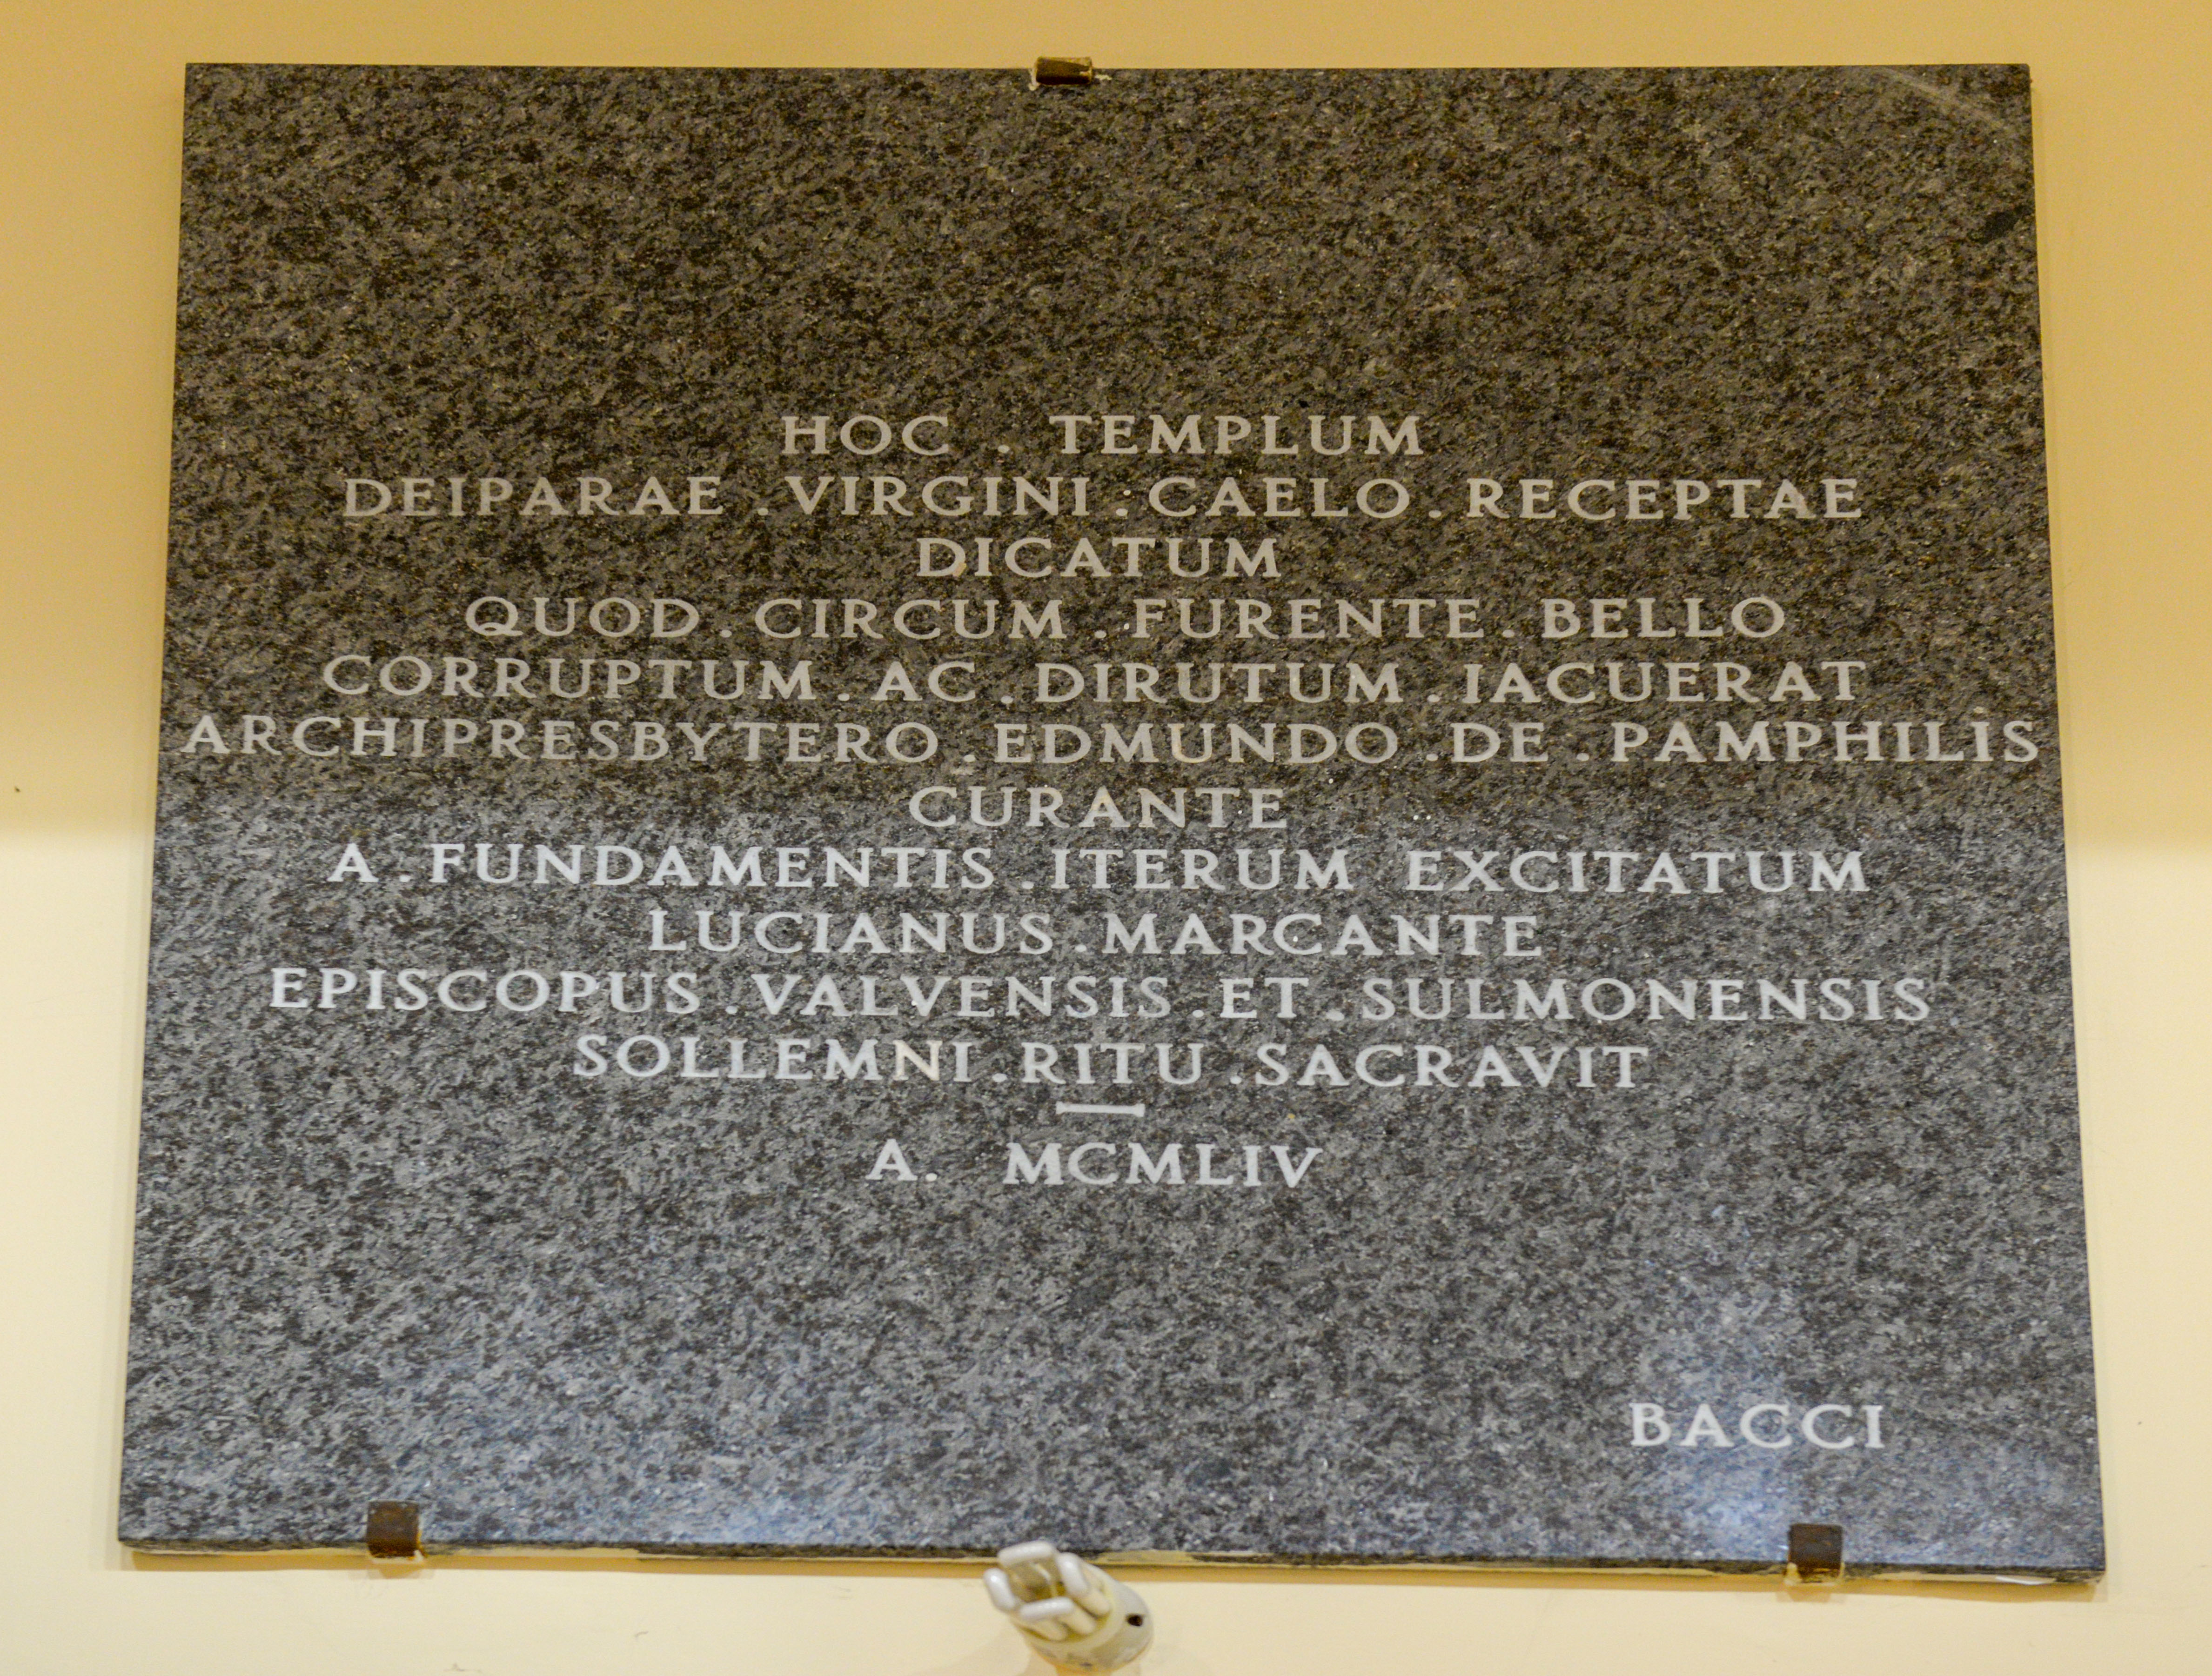 HOC . TEMPLUM
DEIPARAE . VIRGINI . CAELO . RECEPTAE
DICATUM
QUOD . CIRCUM . FURENTE . BELLO
CORRUPTUM . AC . DIRUTUM . IACUERAT
ARCHIPRESBYTERO . EDMUNDO . DE . PAMPHILIS
CURANTE
A . FUNDAMENTIS . ITERUM EXCITATUM
LUCIANUS . MARCANTE
EPISCOPUS . VALVENSIS . ET . SULMONENSIS
SOLLEMNI . RITU . SACRAVIT
—
A. MCMLIV
BACCI